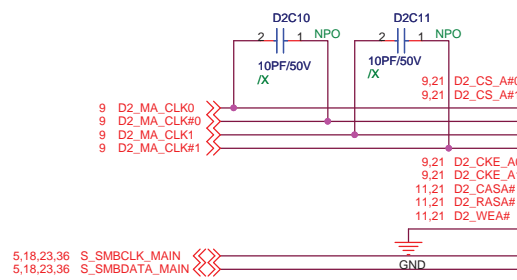 D2C10 D2C11
2 1 NPO 2 1 NPO
10PF/50V 10PF/50V
/X /X
9,21 D2_CS_A#0
9,21 D2_CS_A#1
9 D2_MA_CLK0
9 D2_MA_CLK#0
9 D2_MA_CLK1
9 D2_MA_CLK#1
9,21
9,21
11,21 D2_CASA#
11,21 D2_RASA#
11,21 D2_WEA#
GND
5,18,23,36 S_SMBCLK_MAIN
5,18,23,36 S_SMBDATA_MAIN